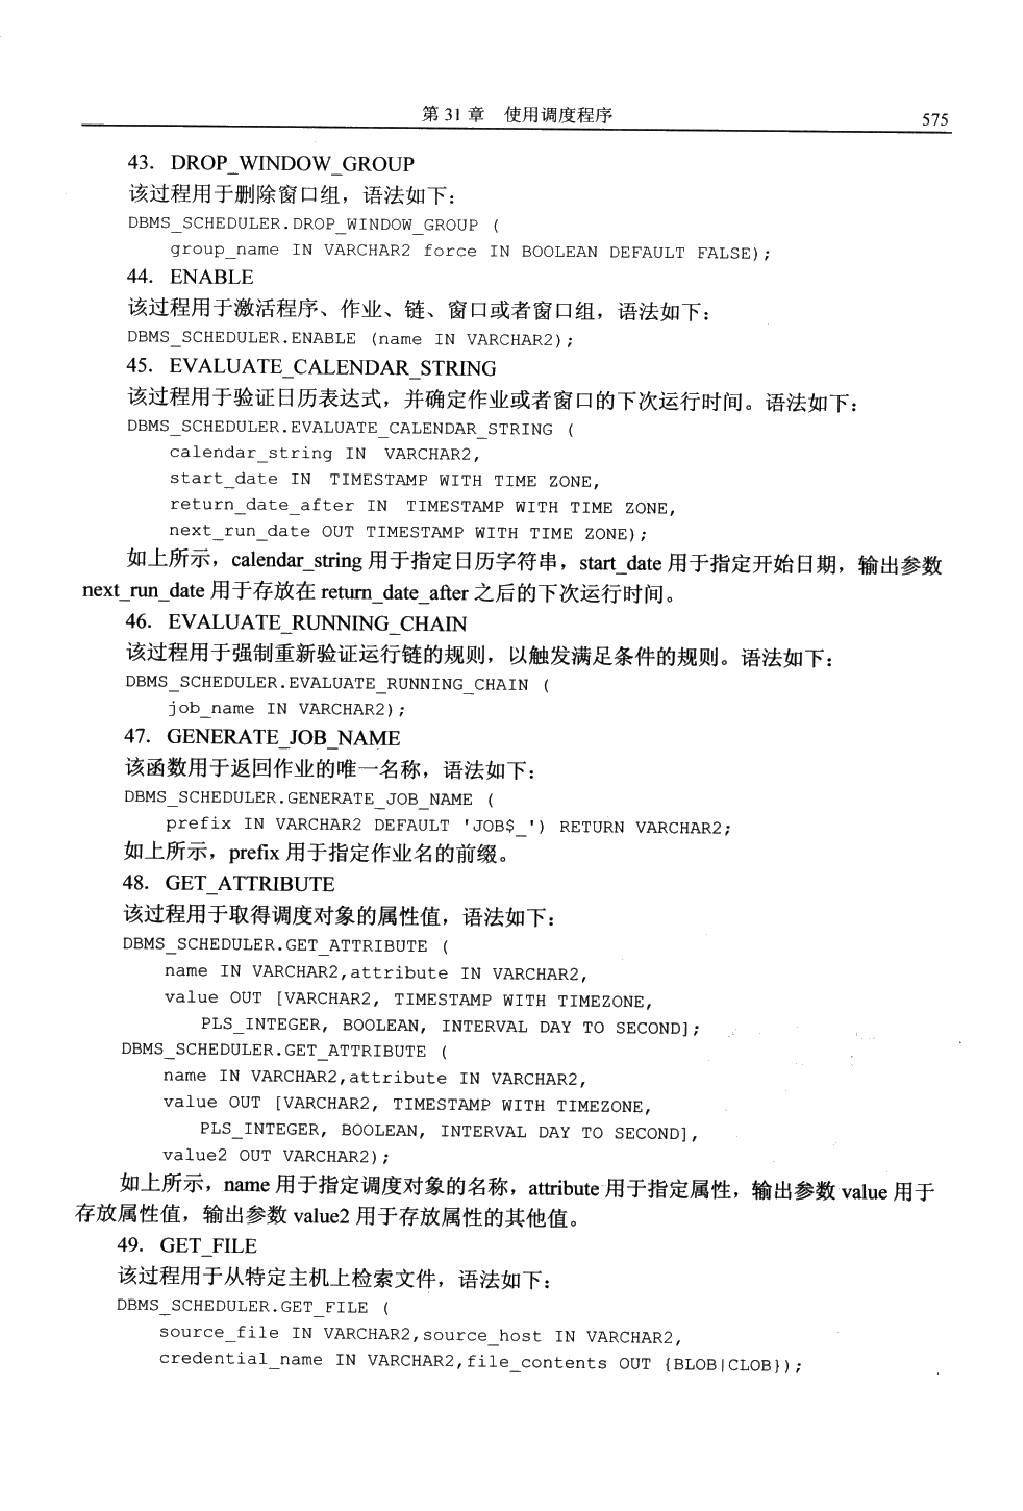 第 31 章 使用调度程序
575
43. DROP_WINDOW_GROUP
该过程用于删除窗口组，语法如下：
DBMS_SCHEDULER.DROP_WINDOW_GROUP (
group_name IN VARCHAR2 force IN BOOLEAN DEFAULT FALSE);
44. ENABLE
该过程用于激活程序、作业、链、窗口或者窗口组，语法如下：
DBMS_SCHEDULER.ENABLE (name IN VARCHAR2);
45. EVALUATE_CALENDAR_STRING
该过程用于验证日历表达式，并确定作业或者窗口的下次运行时间。语法如下：
DBMS_SCHEDULER.EVALUATE_CALENDAR_STRING (
calendar_string IN VARCHAR2,
start_date IN TIMESTAMP WITH TIME ZONE,
return_date_after IN TIMESTAMP WITH TIME ZONE,
next_run_date OUT TIMESTAMP WITH TIME ZONE);
如上所示，calendar_string 用于指定日历字符串，start_date 用于指定开始日期，输出参数
next_run_date 用于存放在 return_date_after 之后的下次运行时间。
46. EVALUATE_RUNNING_CHAIN
该过程用于强制重新验证运行链的规则，以触发满足条件的规则。语法如下：
DBMS_SCHEDULER.EVALUATE_RUNNING_CHAIN (
job_name IN VARCHAR2);
47. GENERATE_JOB_NAME
该函数用于返回作业的唯一名称，语法如下：
DBMS_SCHEDULER.GENERATE_JOB_NAME (
prefix IN VARCHAR2 DEFAULT 'JOB$_') RETURN VARCHAR2;
如上所示，prefix 用于指定作业名的前缀。
48. GET_ATTRIBUTE
该过程用于取得调度对象的属性值，语法如下：
DBMS_SCHEDULER.GET_ATTRIBUTE (
name IN VARCHAR2,attribute IN VARCHAR2,
value OUT [VARCHAR2, TIMESTAMP WITH TIMEZONE,
PLS_INTEGER, BOOLEAN, INTERVAL DAY TO SECOND];
DBMS_SCHEDULER.GET_ATTRIBUTE (
name IN VARCHAR2,attribute IN VARCHAR2,
value OUT [VARCHAR2, TIMESTAMP WITH TIMEZONE,
PLS_INTEGER, BOOLEAN, INTERVAL DAY TO SECOND],
value2 OUT VARCHAR2);
如上所示，name 用于指定调度对象的名称，attribute 用于指定属性，输出参数 value 用于
存放属性值，输出参数 value2 用于存放属性的其他值。
49. GET_FILE
该过程用于从特定主机上检索文件，语法如下：
DBMS_SCHEDULER.GET_FILE (
source_file IN VARCHAR2,source_host IN VARCHAR2,
credential_name IN VARCHAR2,file_contents OUT {BLOB|CLOB});